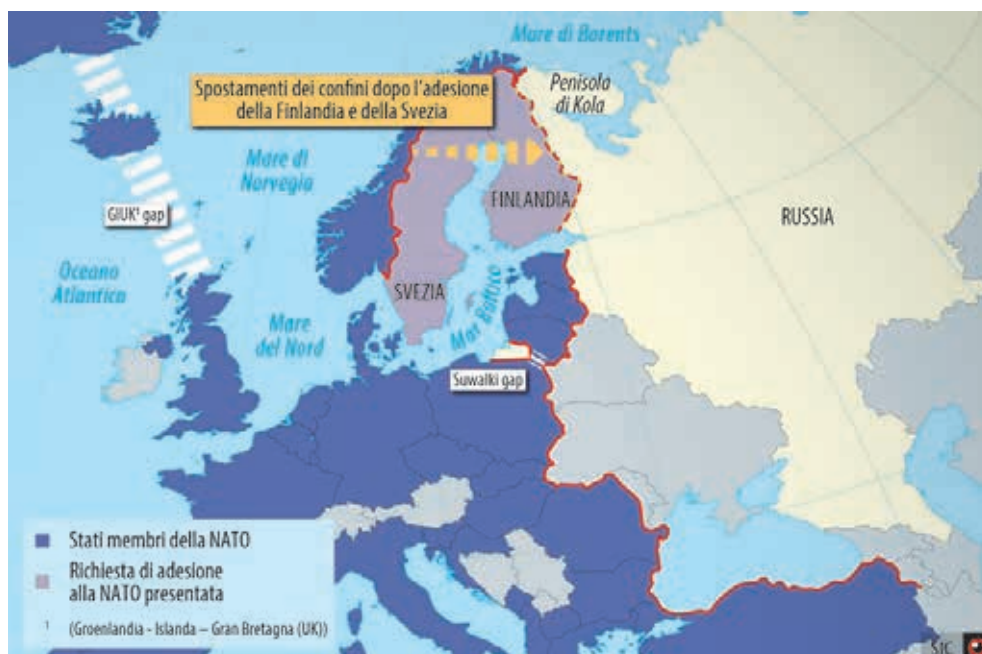 Mare di Barents
Spostamenti dei confini dopo l'adesione
della Finlandia e della Svezia
Penisola
di Kola
Mare di
Norvegia
GIUK¹ gap
FINLANDIA
RUSSIA
Oceano
Atlantico
SVEZIA
Mar Baltico
Mare
del Nord
Suwalki gap
Stati membri della NATO
Richiesta di adesione
alla NATO presentata
¹ (Groenlandia - Islanda – Gran Bretagna (UK))